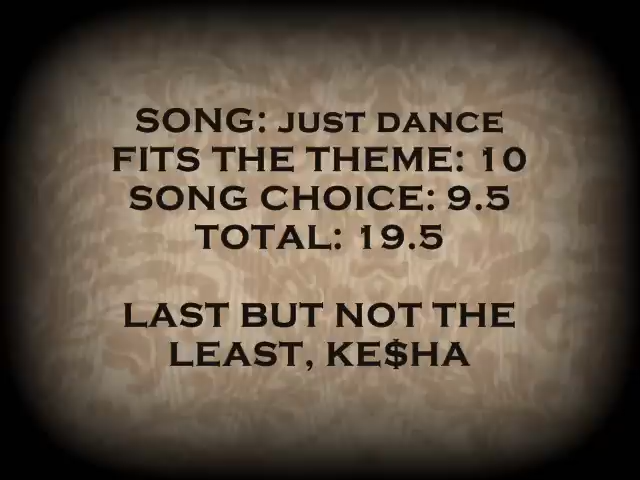 SONG: JUST DANCE
FITS THE THEME: 10
SONG CHOICE: 9.5
TOTAL: 19.5
LAST BUT NOT THE
LEAST, KE$HA